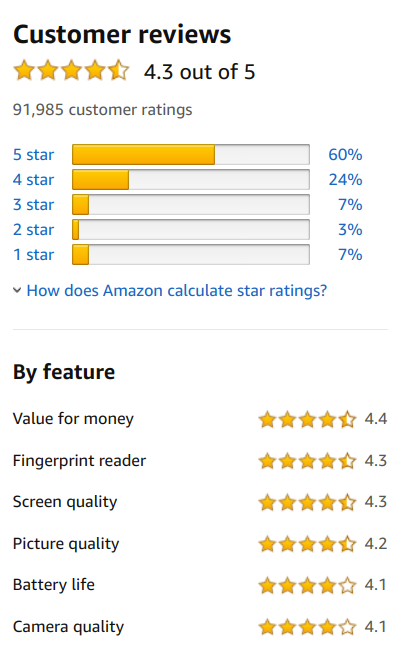 Customer reviews
4.3 out of 5
91,985 customer ratings
5 star 60%
4 star 24%
3 star 7%
2 star 3%
1 star 7%
How does Amazon calculate star ratings?
By feature
Value for money 4.4
Fingerprint reader 4.3
Screen quality 4.3
Picture quality 4.2
Battery life 4.1
Camera quality 4.1